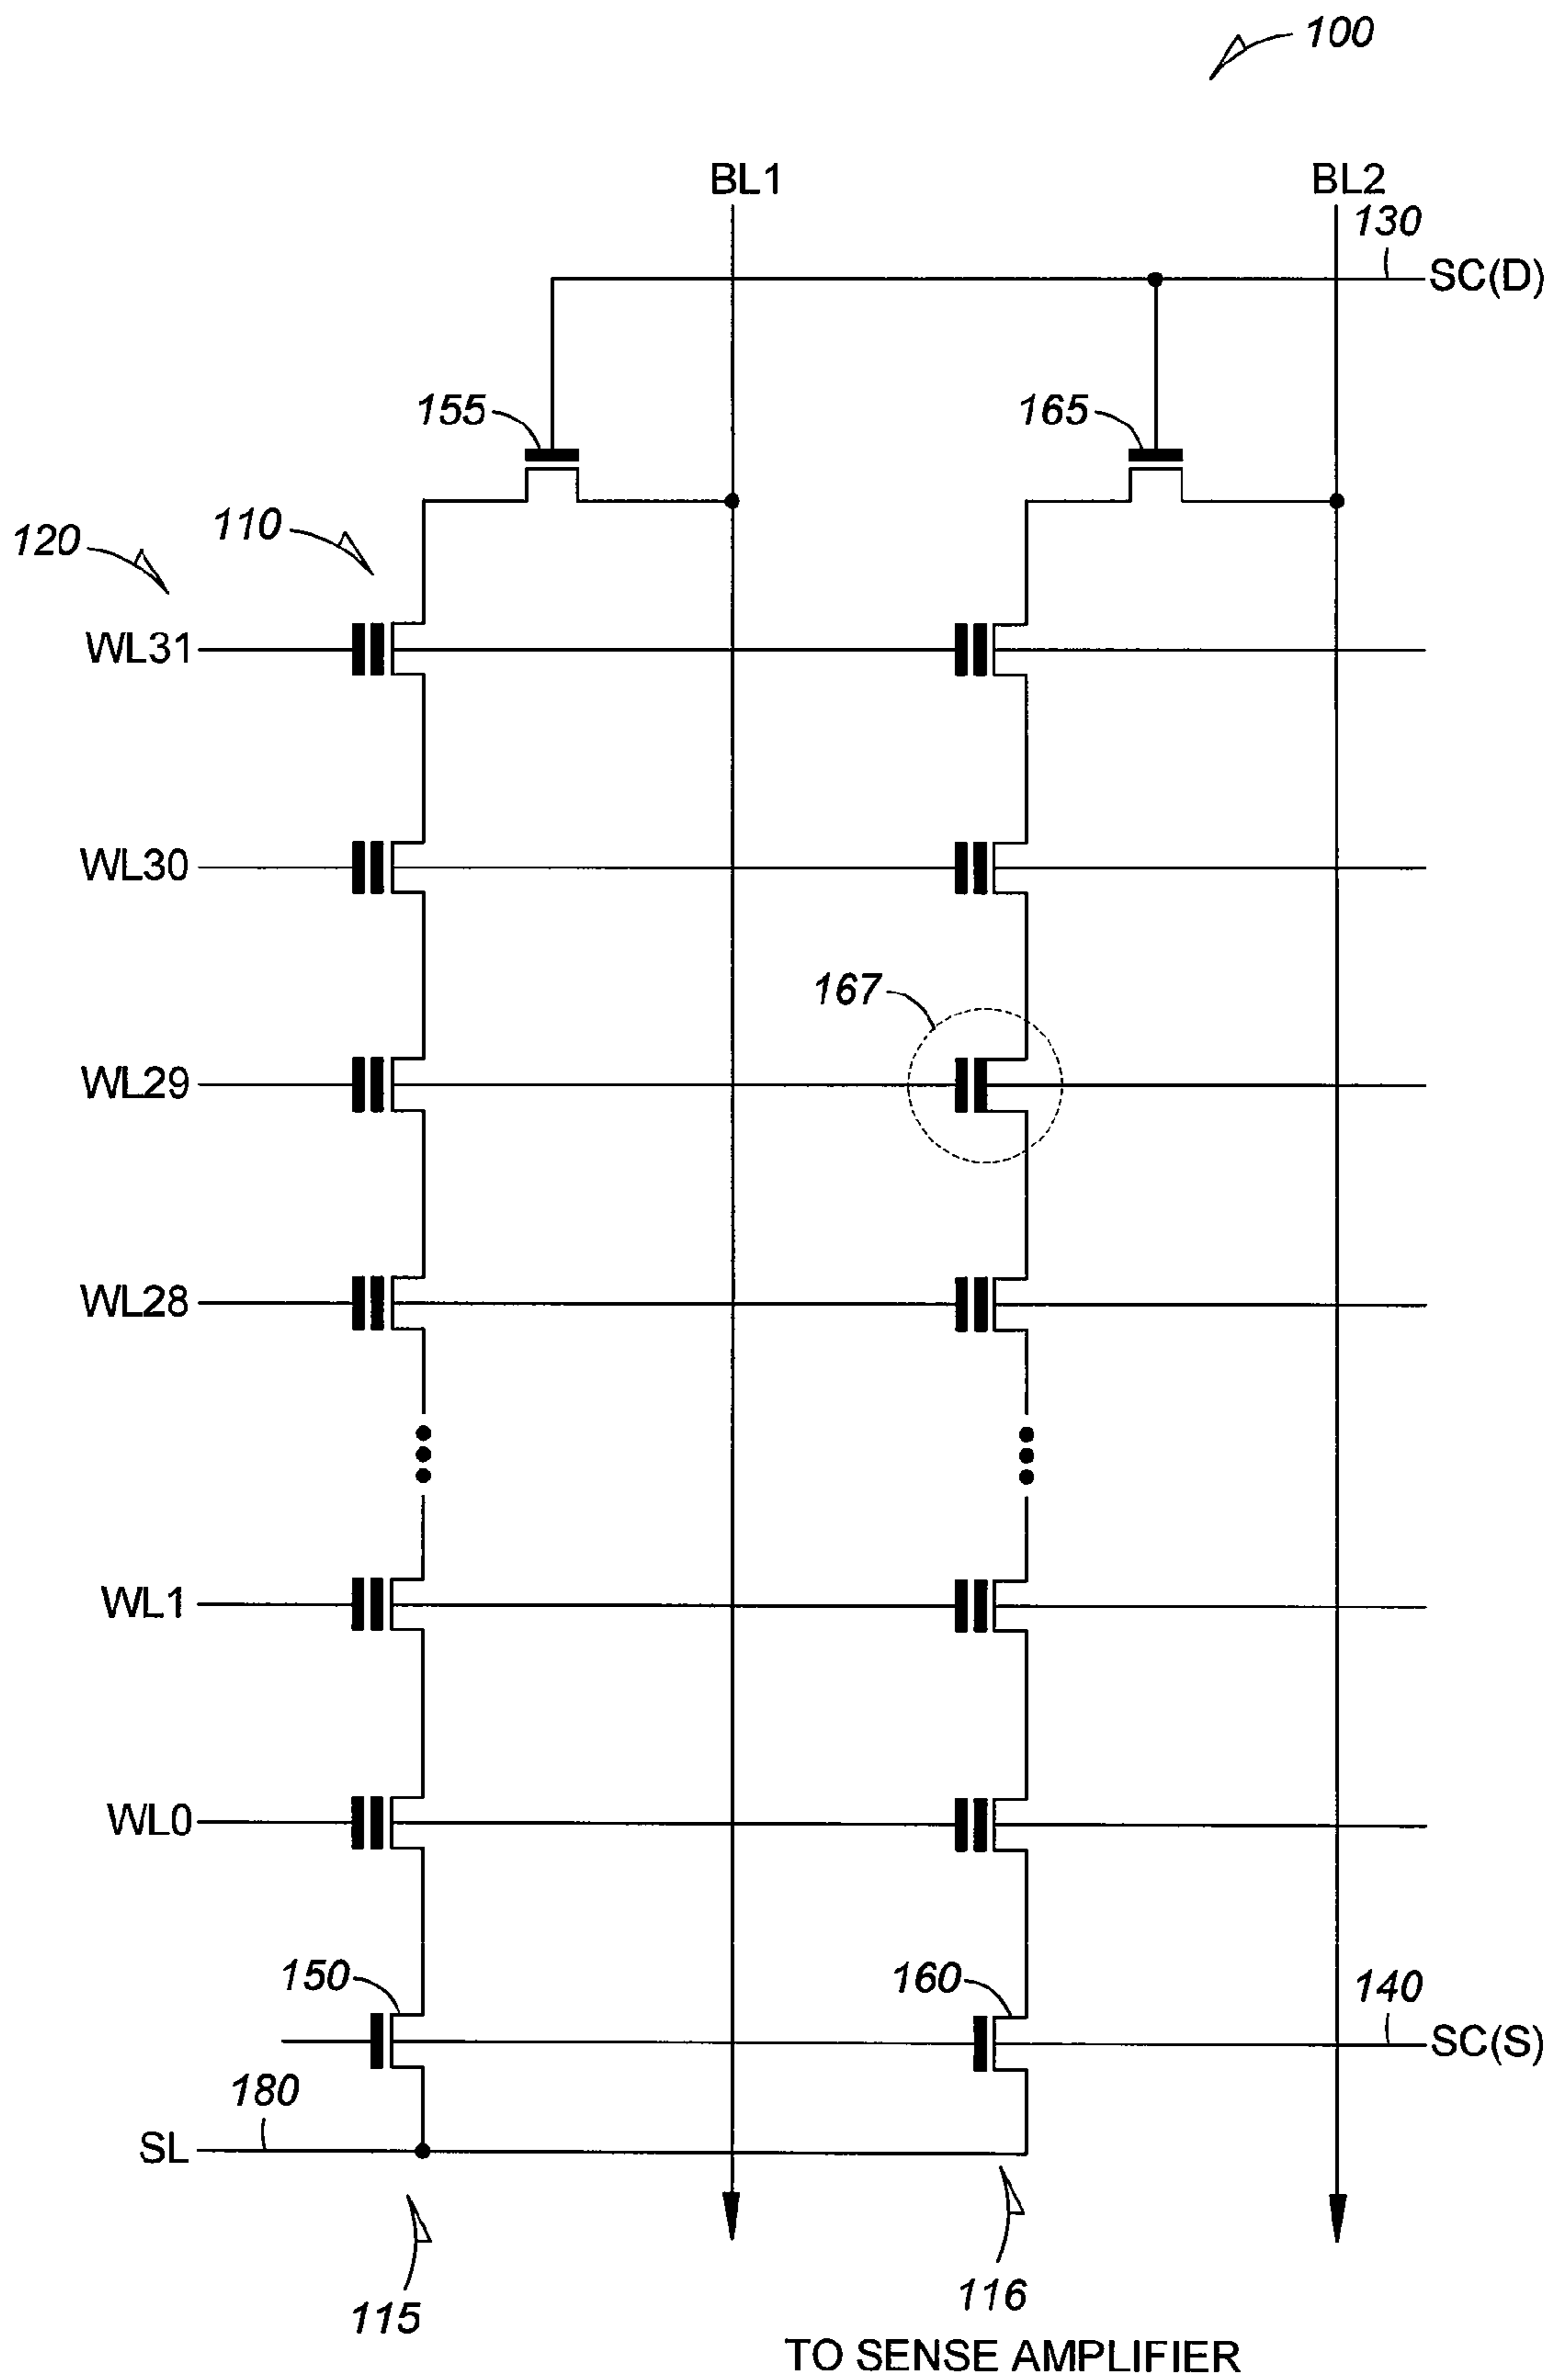 100
BL1 BL2
130
SC(D)
155 165
110
120
WL31
WL30
167
WL29
WL28
WL1
WL0
150 160
140
SC(S)
180
SL
116
115
TO SENSE AMPLIFIER